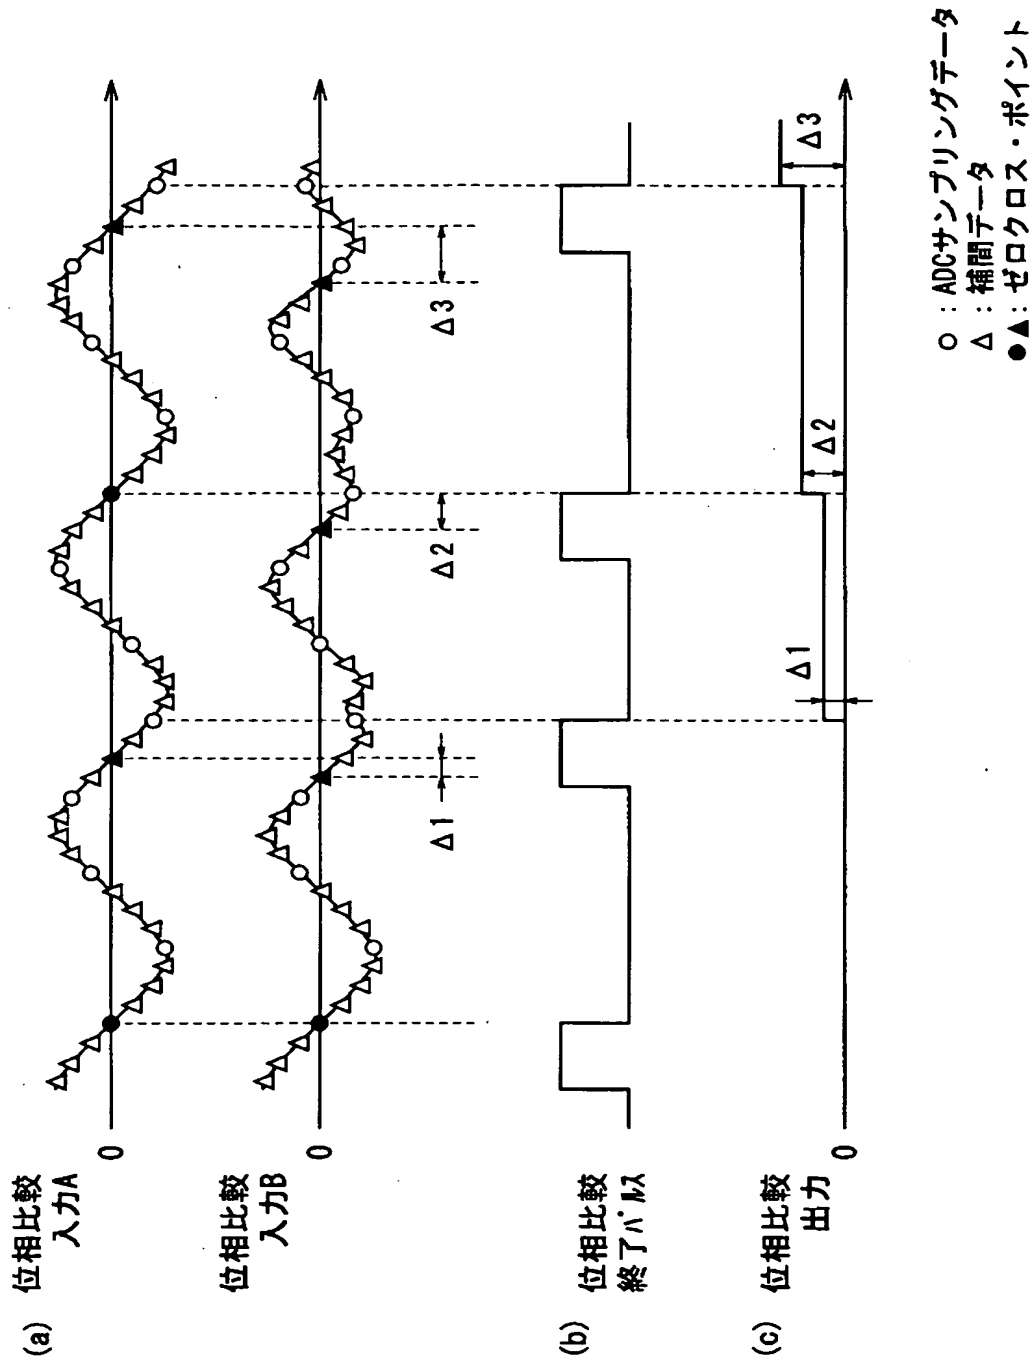 (a) 位相比較
入力A
0
位相比較
入力B
0
Δ1
Δ2
Δ3
(b) 位相比較
終了パルス
(c) 位相比較
出力
0
Δ1
Δ2
Δ3
○ : ADCサンプリングデータ
△ : 補間データ
●▲ : ゼロクロス・ポイント